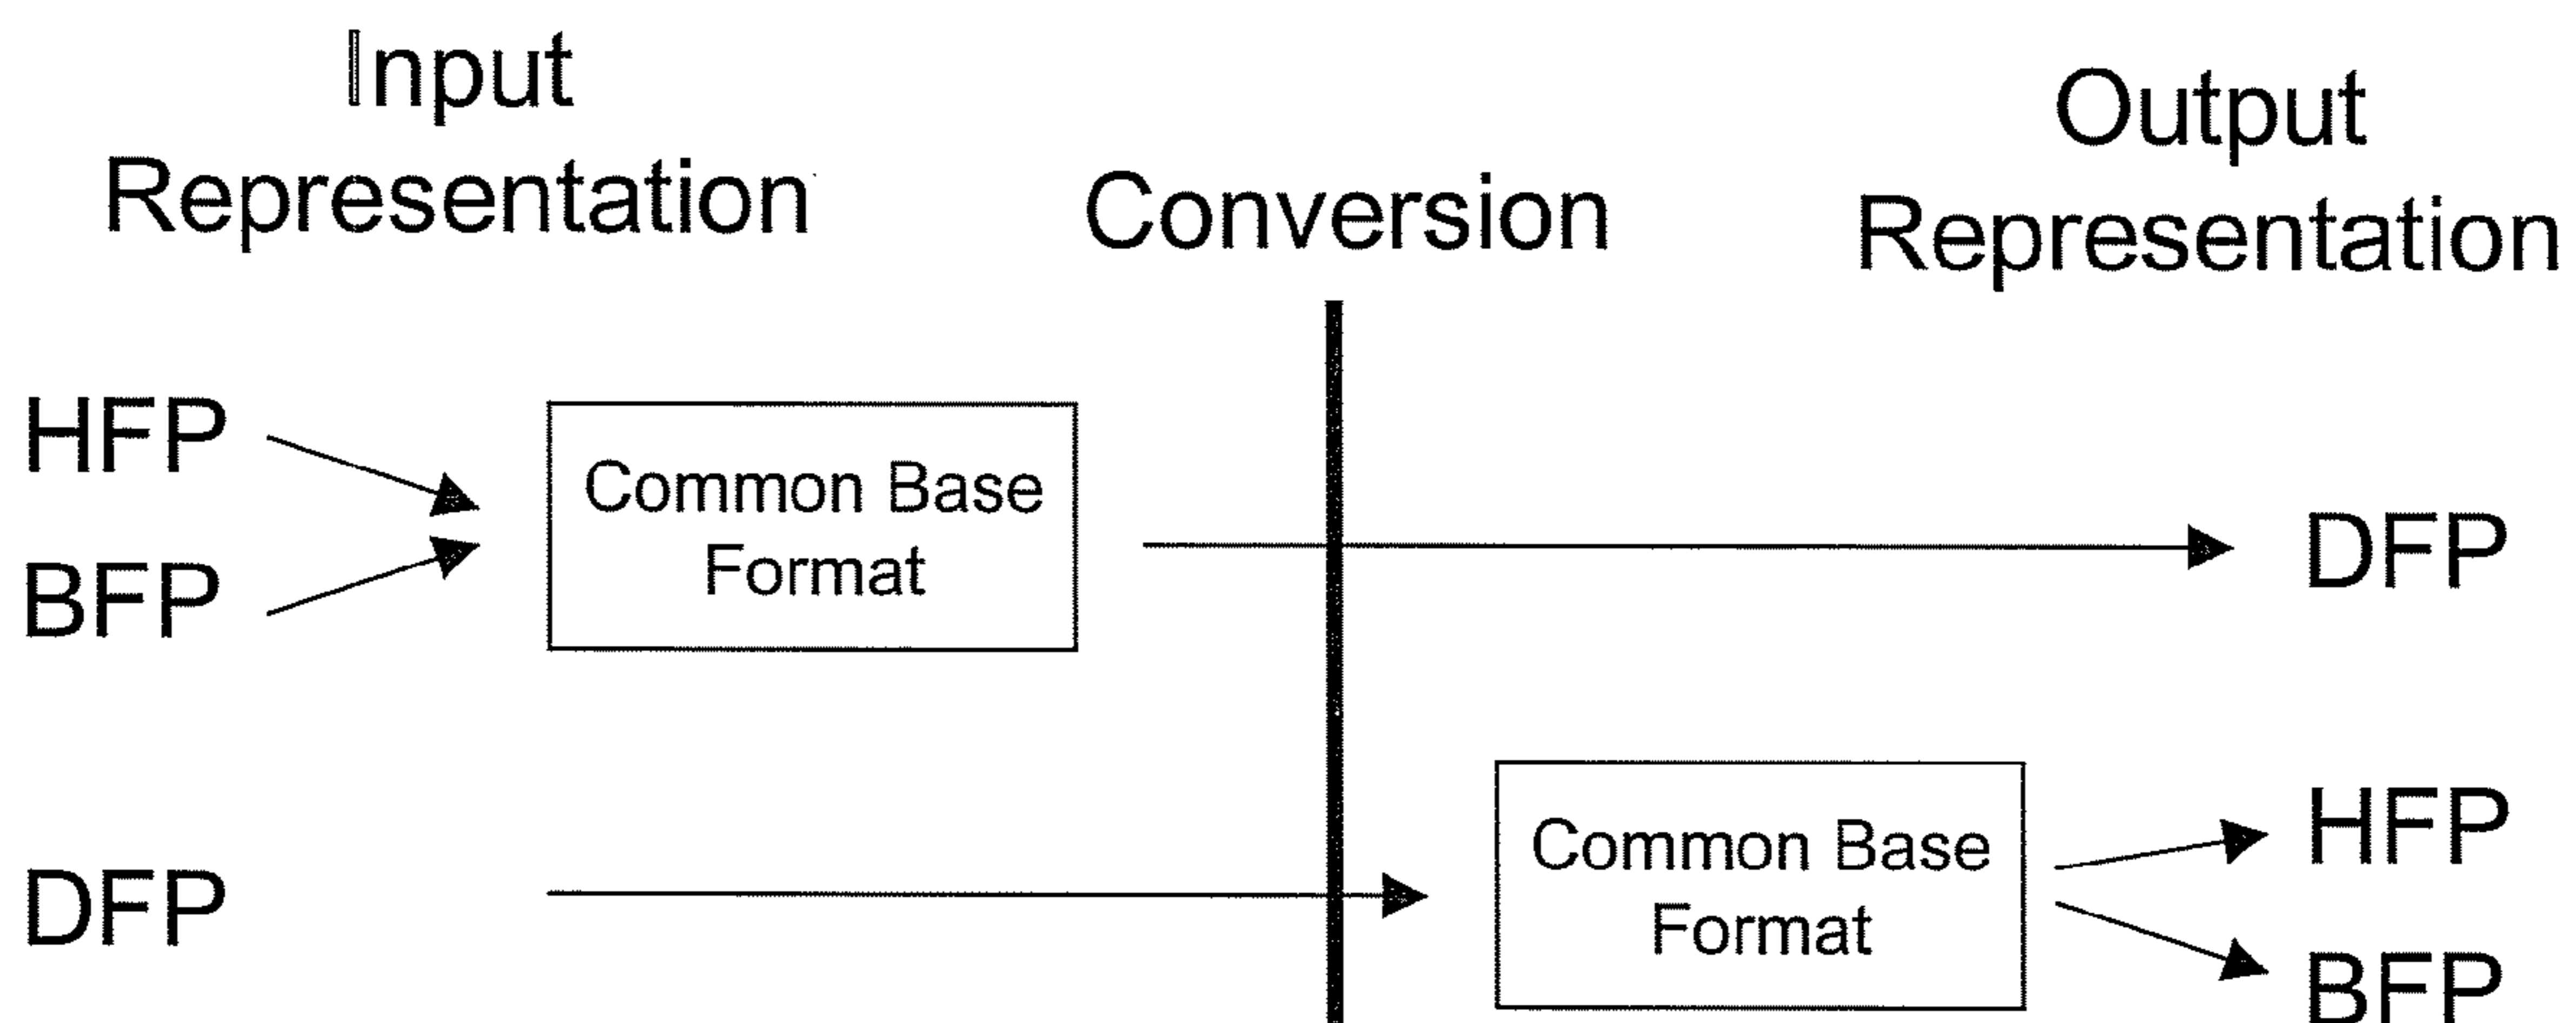 Input
Representation
Conversion
Output
Representation
HFP
BFP
Common Base
Format
DFP
DFP
Common Base
Format
HFP
BFP